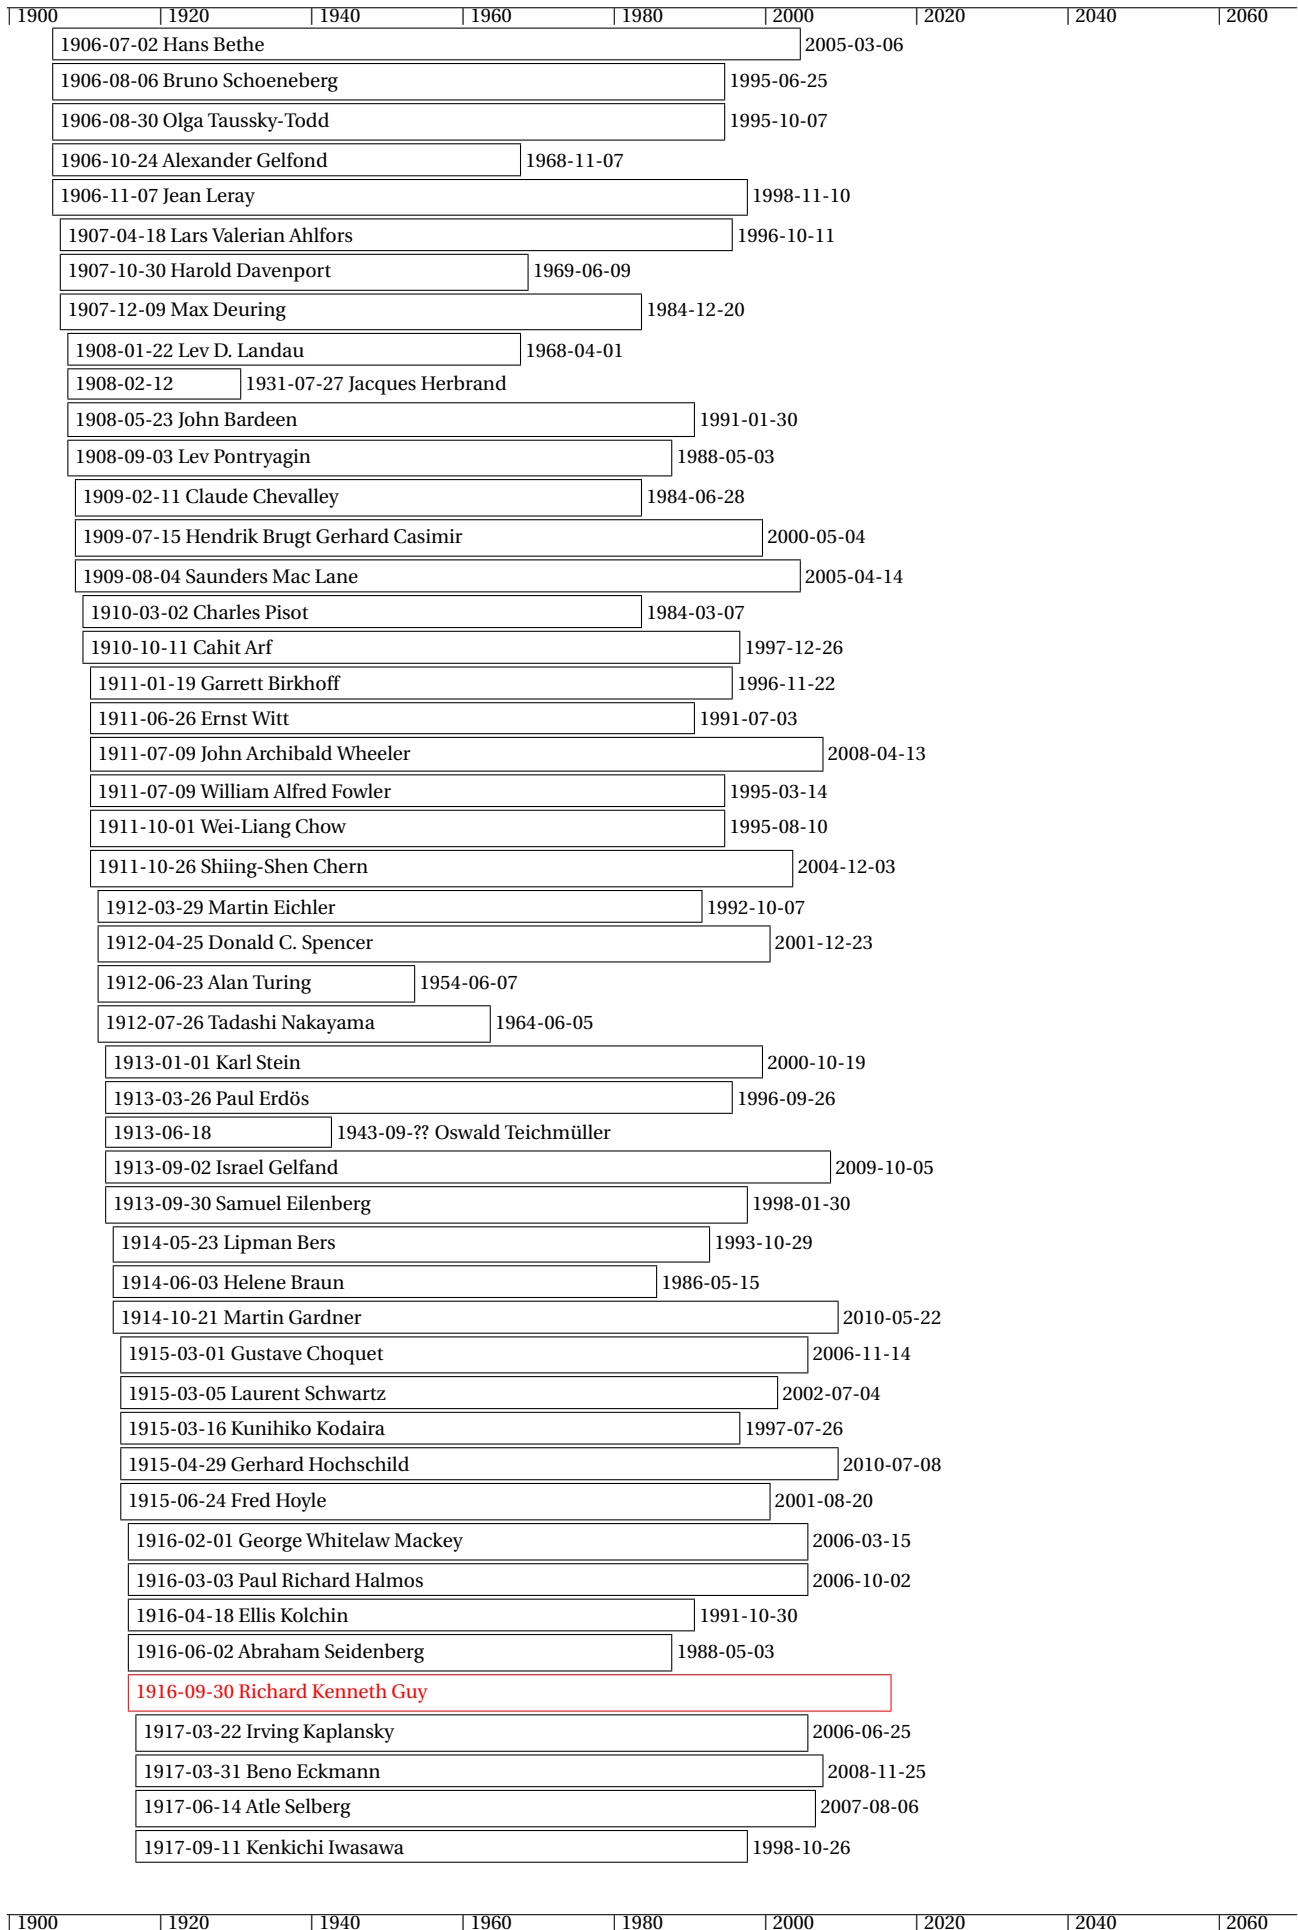 1900 1920 1940 1960 1980 2000 2020 2040 2060
1906-07-02 Hans Bethe 2005-03-06
1906-08-06 Bruno Schoeneberg 1995-06-25
1906-08-30 Olga Taussky-Todd 1995-10-07
1906-10-24 Alexander Gelfond 1968-11-07
1906-11-07 Jean Leray 1998-11-10
1907-04-18 Lars Valerian Ahlfors 1996-10-11
1907-10-30 Harold Davenport 1969-06-09
1907-12-09 Max Deuring 1984-12-20
1908-01-22 Lev D. Landau 1968-04-01
1908-02-12 1931-07-27 Jacques Herbrand
1908-05-23 John Bardeen 1991-01-30
1908-09-03 Lev Pontryagin 1988-05-03
1909-02-11 Claude Chevalley 1984-06-28
1909-07-15 Hendrik Brugt Gerhard Casimir 2000-05-04
1909-08-04 Saunders Mac Lane 2005-04-14
1910-03-02 Charles Pisot 1984-03-07
1910-10-11 Cahit Arf 1997-12-26
1911-01-19 Garrett Birkhoff 1996-11-22
1911-06-26 Ernst Witt 1991-07-03
1911-07-09 John Archibald Wheeler 2008-04-13
1911-07-09 William Alfred Fowler 1995-03-14
1911-10-01 Wei-Liang Chow 1995-08-10
1911-10-26 Shiing-Shen Chern 2004-12-03
1912-03-29 Martin Eichler 1992-10-07
1912-04-25 Donald C. Spencer 2001-12-23
1912-06-23 Alan Turing 1954-06-07
1912-07-26 Tadashi Nakayama 1964-06-05
1913-01-01 Karl Stein 2000-10-19
1913-03-26 Paul Erdös 1996-09-26
1913-06-18 1943-09-?? Oswald Teichmüller
1913-09-02 Israel Gelfand 2009-10-05
1913-09-30 Samuel Eilenberg 1998-01-30
1914-05-23 Lipman Bers 1993-10-29
1914-06-03 Helene Braun 1986-05-15
1914-10-21 Martin Gardner 2010-05-22
1915-03-01 Gustave Choquet 2006-11-14
1915-03-05 Laurent Schwartz 2002-07-04
1915-03-16 Kunihiko Kodaira 1997-07-26
1915-04-29 Gerhard Hochschild 2010-07-08
1915-06-24 Fred Hoyle 2001-08-20
1916-02-01 George Whitelaw Mackey 2006-03-15
1916-03-03 Paul Richard Halmos 2006-10-02
1916-04-18 Ellis Kolchin 1991-10-30
1916-06-02 Abraham Seidenberg 1988-05-03
1916-09-30 Richard Kenneth Guy
1917-03-22 Irving Kaplansky 2006-06-25
1917-03-31 Beno Eckmann 2008-11-25
1917-06-14 Atle Selberg 2007-08-06
1917-09-11 Kenkichi Iwasawa 1998-10-26
1900 1920 1940 1960 1980 2000 2020 2040 2060